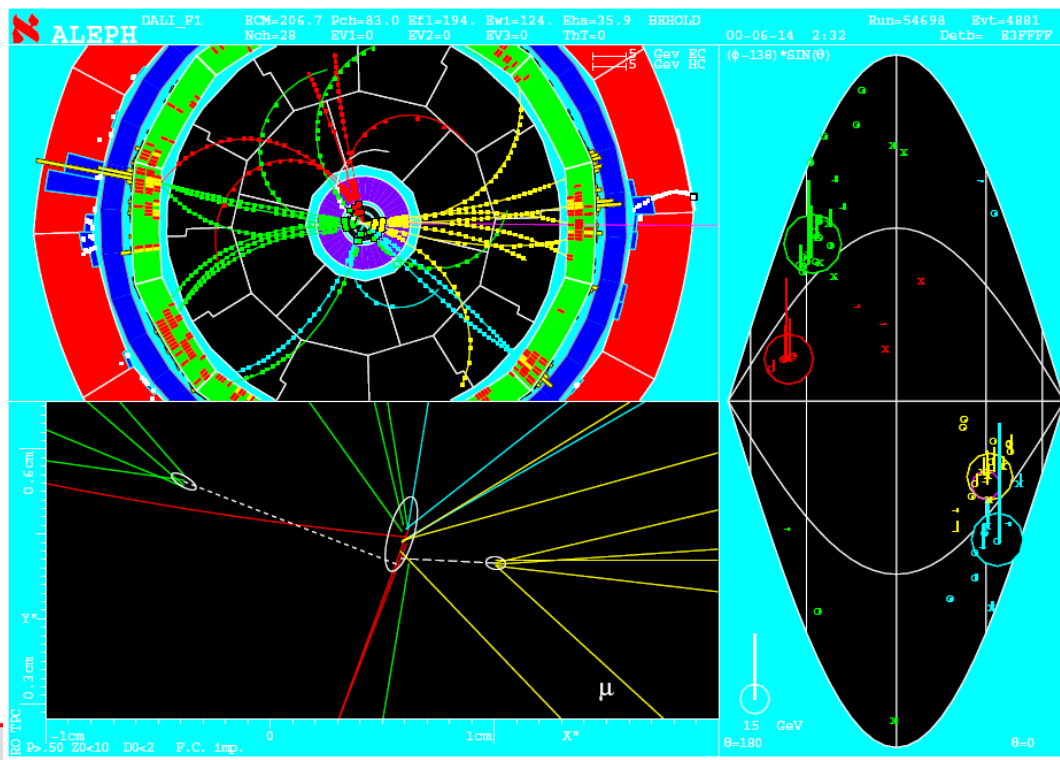 ALEPH DALI_F1 ECM=206.7 Pch=83.0 Efl=194. Ewi=124. Eha=35.9 BEHOLD Run=54698 Evt=4881
Nch=28 EV1=0 EV2=0 EV3=0 ThT=0 00-06-14 2:32 Detb= E3FFFF
5 Gev EC
5 Gev HC
(ϕ-138)*SIN(θ)
0.6cm
Y"
0.3cm
μ
15 GeV
θ=180 θ=0
-1cm 0 1cm X"
RO TPC
P>.50 Z0<10 D0<2 F.C. imp.